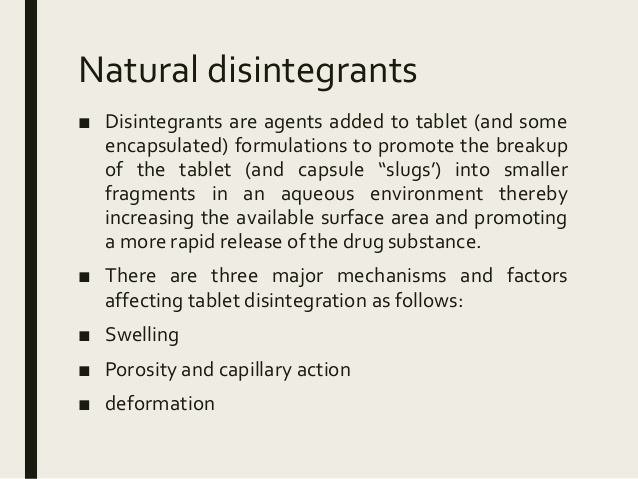 Natural disintegrants
■ Disintegrants are agents added to tablet (and some
encapsulated) formulations to promote the breakup
of the tablet (and capsule “slugs’) into smaller
fragments in an aqueous environment thereby
increasing the available surface area and promoting
a more rapid release of the drug substance.
■ There are three major mechanisms and factors
affecting tablet disintegration as follows:
■ Swelling
■ Porosity and capillary action
■ deformation